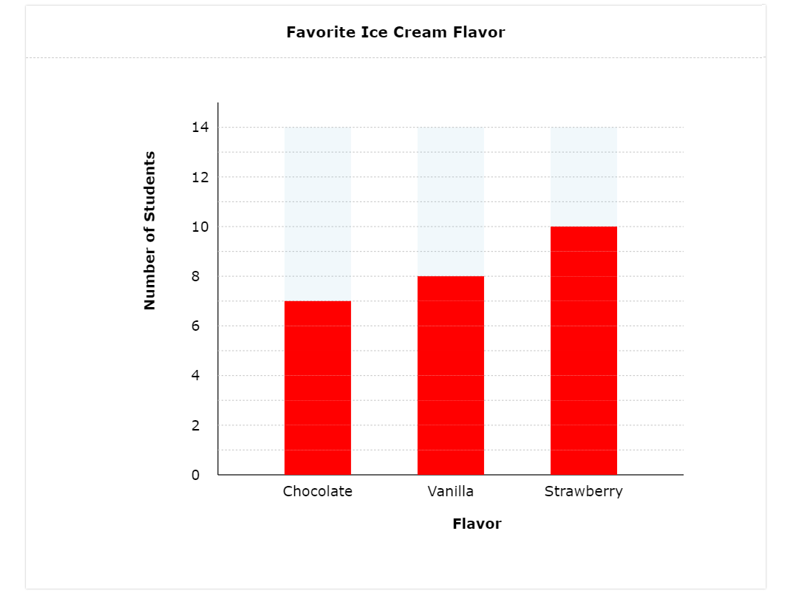 Favorite Ice Cream Flavor
Number of Students
14
12
10
8
6
4
2
0
Chocolate Vanilla Strawberry
Flavor